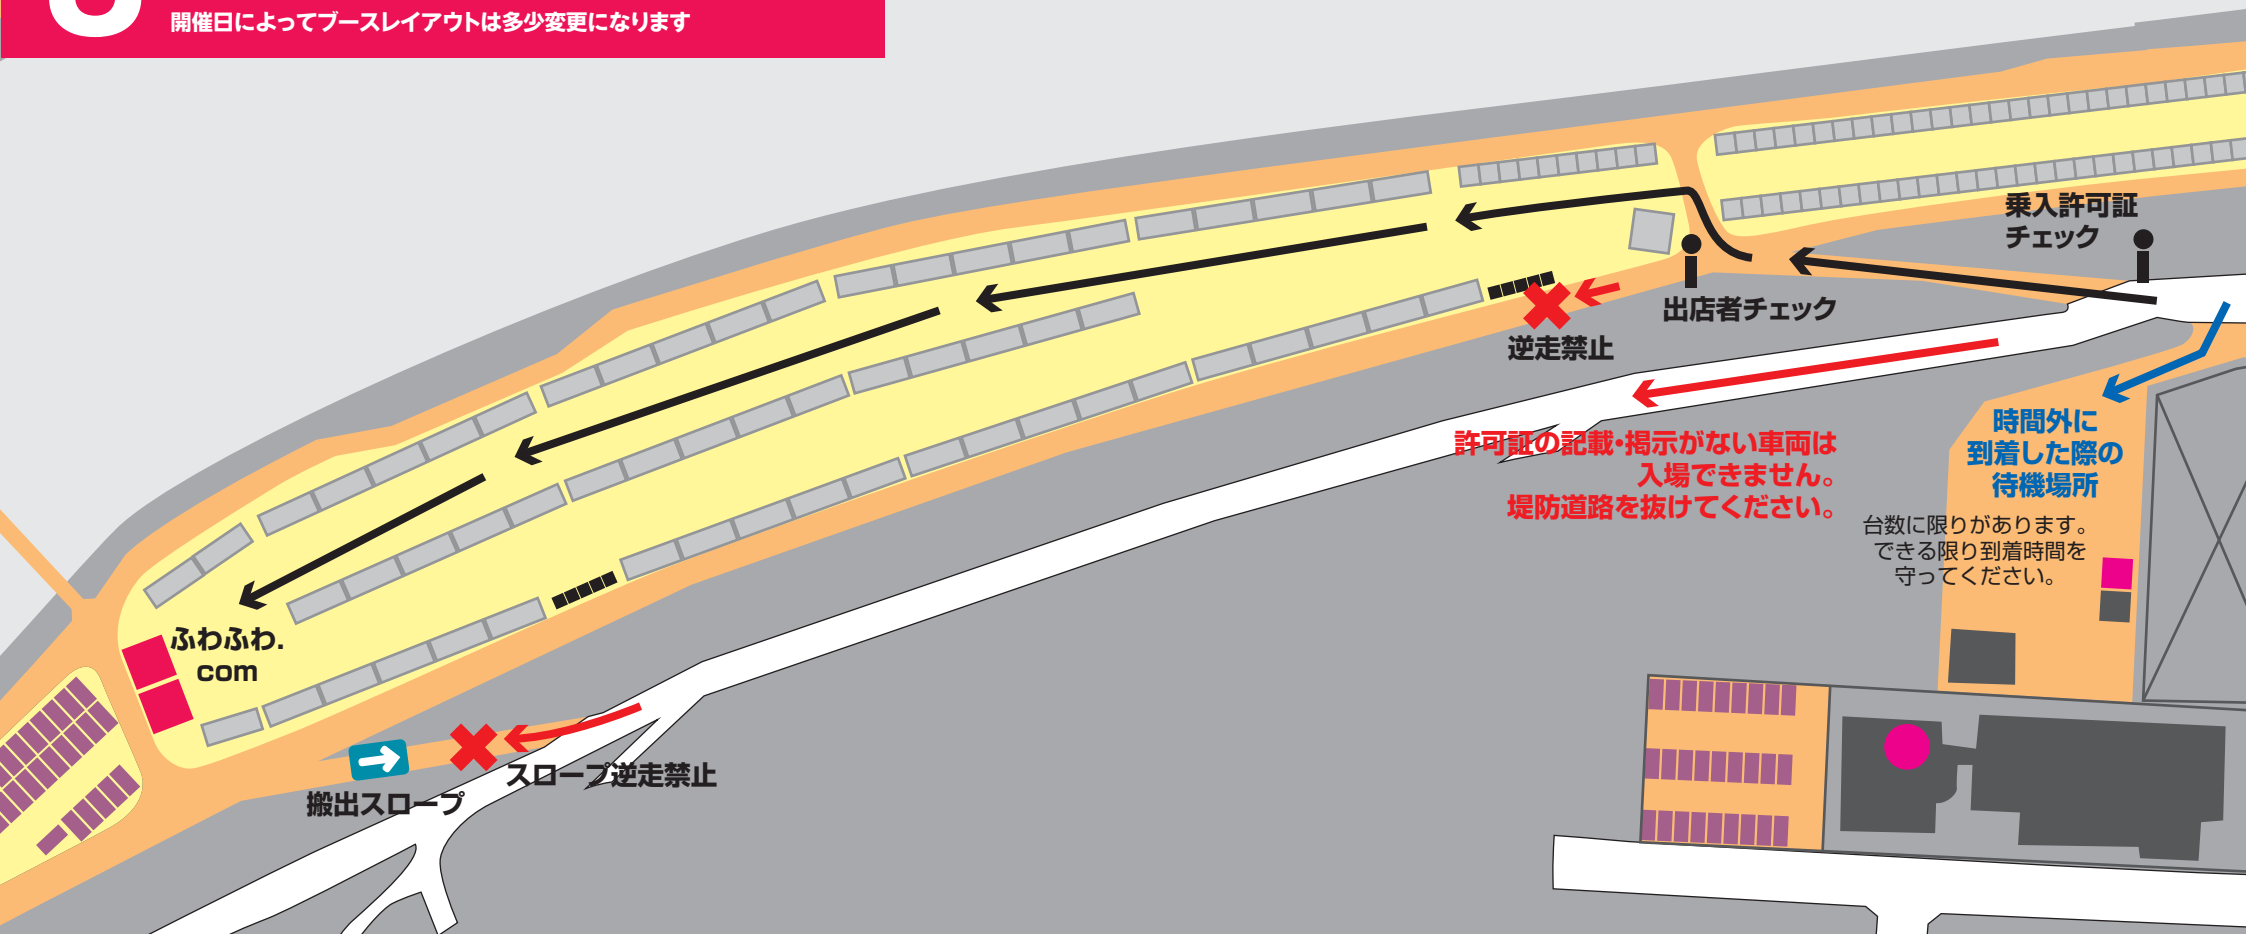 開催日によってブースレイアウトは多少変更になります
乗入許可証
チェック
出店者チェック
逆走禁止
許可証の記載・掲示がない車両は
入場できません。
堤防道路を抜けてください。
時間外に
到着した際の
待機場所
台数に限りがあります。
できる限り到着時間を
守ってください。
ふわふわ.
com
スロープ逆走禁止
搬出スロープ